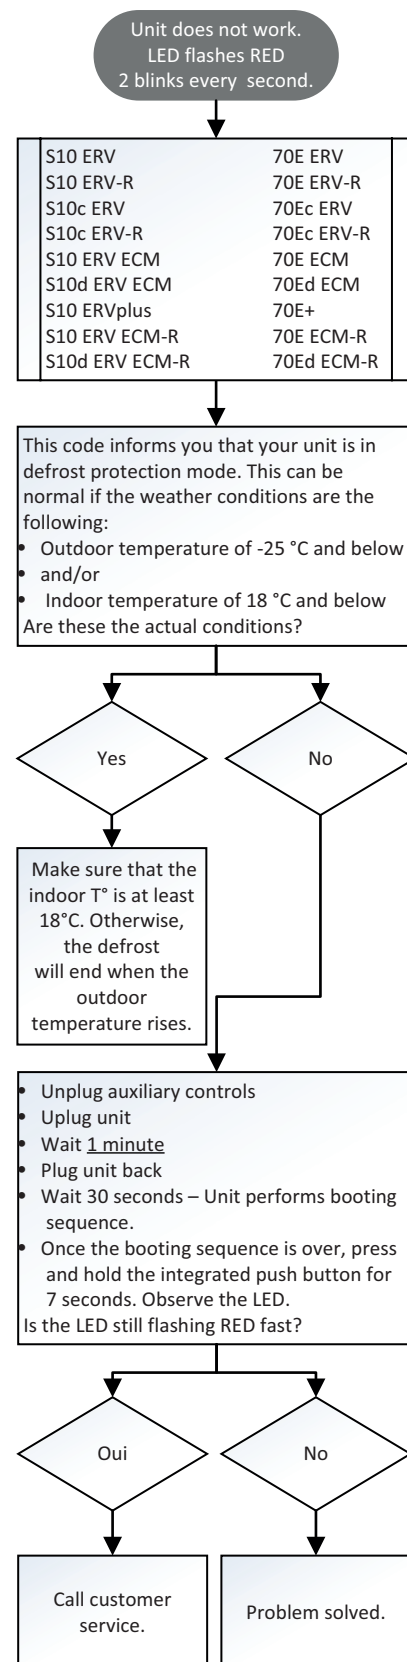 Unit does not work.
LED flashes RED
2 blinks every  second.
S10 ERV 70E ERV
S10 ERV-R 70E ERV-R
S10c ERV 70Ec ERV
S10c ERV-R 70Ec ERV-R
S10 ERV ECM 70E ECM
S10d ERV ECM 70Ed ECM
S10 ERVplus 70E+
S10 ERV ECM-R 70E ECM-R
S10d ERV ECM-R 70Ed ECM-R
This code informs you that your unit is in
defrost protection mode. This can be
normal if the weather conditions are the
following:
• Outdoor temperature of -25 °C and below
• and/or
• Indoor temperature of 18 °C and below
Are these the actual conditions?
Yes No
Make sure that the
indoor T° is at least
18°C. Otherwise,
the defrost
will end when the
outdoor
temperature rises.
• Unplug auxiliary controls
• Uplug unit
• Wait 1 minute
• Plug unit back
• Wait 30 seconds – Unit performs booting
sequence.
• Once the booting sequence is over, press
and hold the integrated push button for
7 seconds. Observe the LED.
Is the LED still flashing RED fast?
Oui No
Call customer
service.
Problem solved.